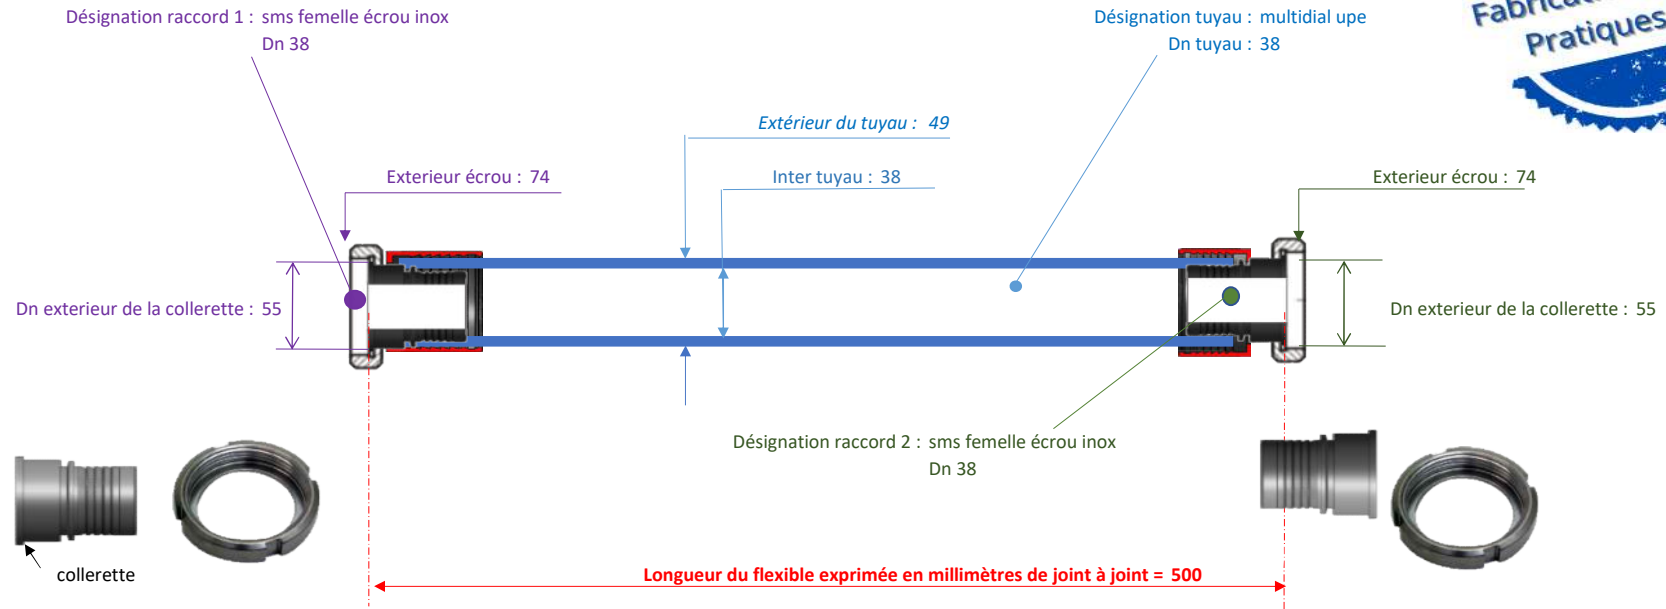 Désignation raccord 1 : sms femelle écrou inox
Dn 38
Désignation tuyau : multidial upe
Dn tuyau : 38
Pratiques
Extérieur du tuyau : 49
Exterieur écrou : 74
Inter tuyau : 38
Exterieur écrou : 74
Dn exterieur de la collerette : 55
Dn exterieur de la collerette : 55
Désignation raccord 2 : sms femelle écrou inox
Dn 38
collerette
Longueur du flexible exprimée en millimètres de joint à joint = 500